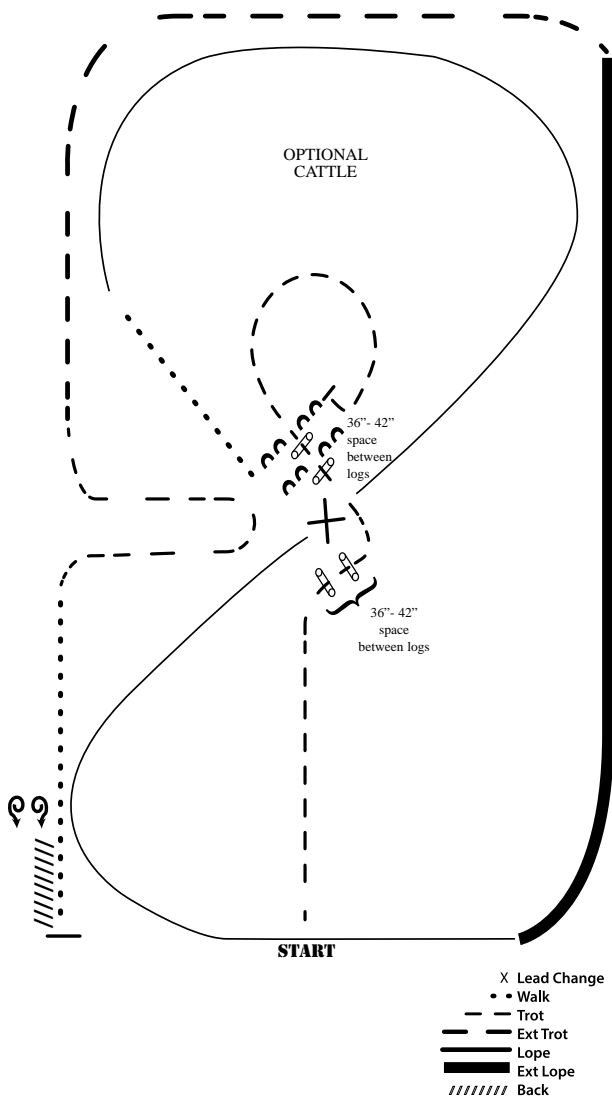 OPTIONAL
CATTLE
36”- 42”
space
between
logs
36”- 42”
space
between logs
START
X Lead Change
Walk
Trot
Ext Trot
Lope
Ext Lope
Back